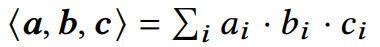 ⟨𝒂, 𝒃, 𝒄⟩ = ∑ᵢ aᵢ · bᵢ · cᵢ